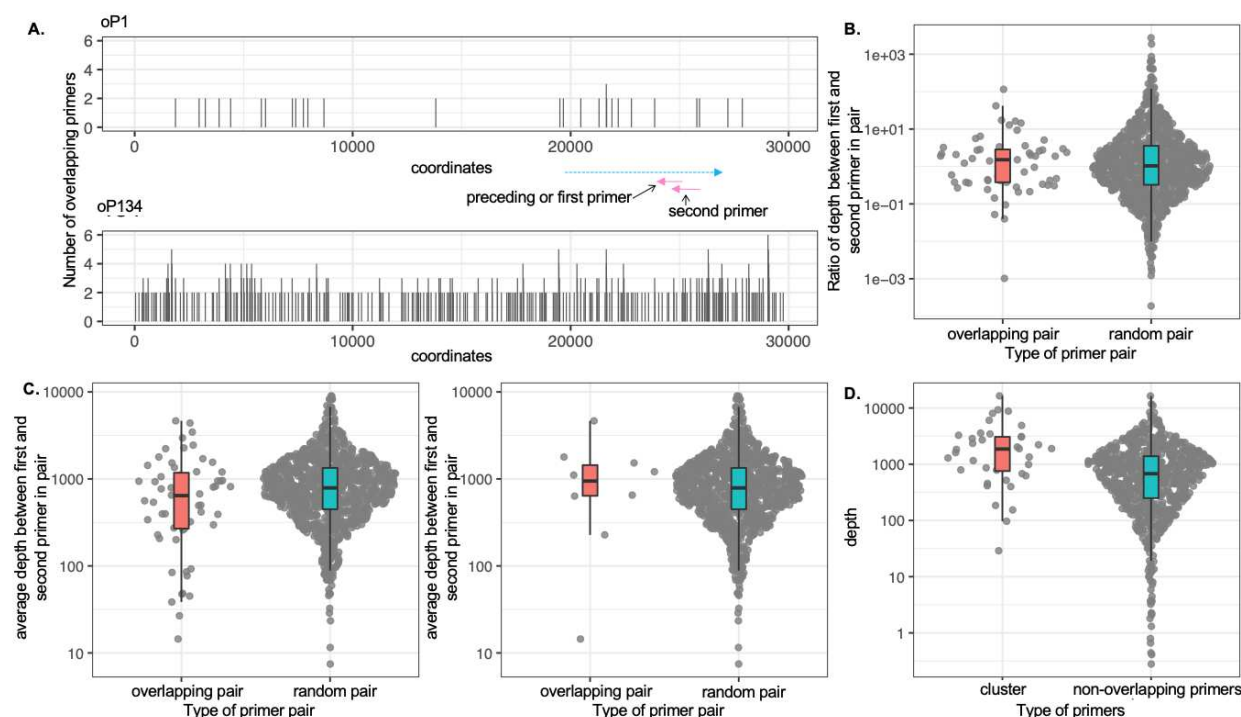 A.
oP1
Number of overlapping primers
6
4
2
0
0
10000
20000
30000
coordinates
preceding or first primer
second primer
oP134
6
4
2
0
0
10000
20000
30000
coordinates
B.
Ratio of depth between first and
second primer in pair
1e+03
1e+01
1e−01
1e−03
overlapping pair
random pair
Type of primer pair
C.
average depth between first and
second primer in pair
10000
1000
100
10
overlapping pair
random pair
Type of primer pair
average depth between first and
second primer in pair
10000
1000
100
10
overlapping pair
random pair
Type of primer pair
D.
depth
10000
1000
100
10
1
cluster
non-overlapping primers
Type of primers